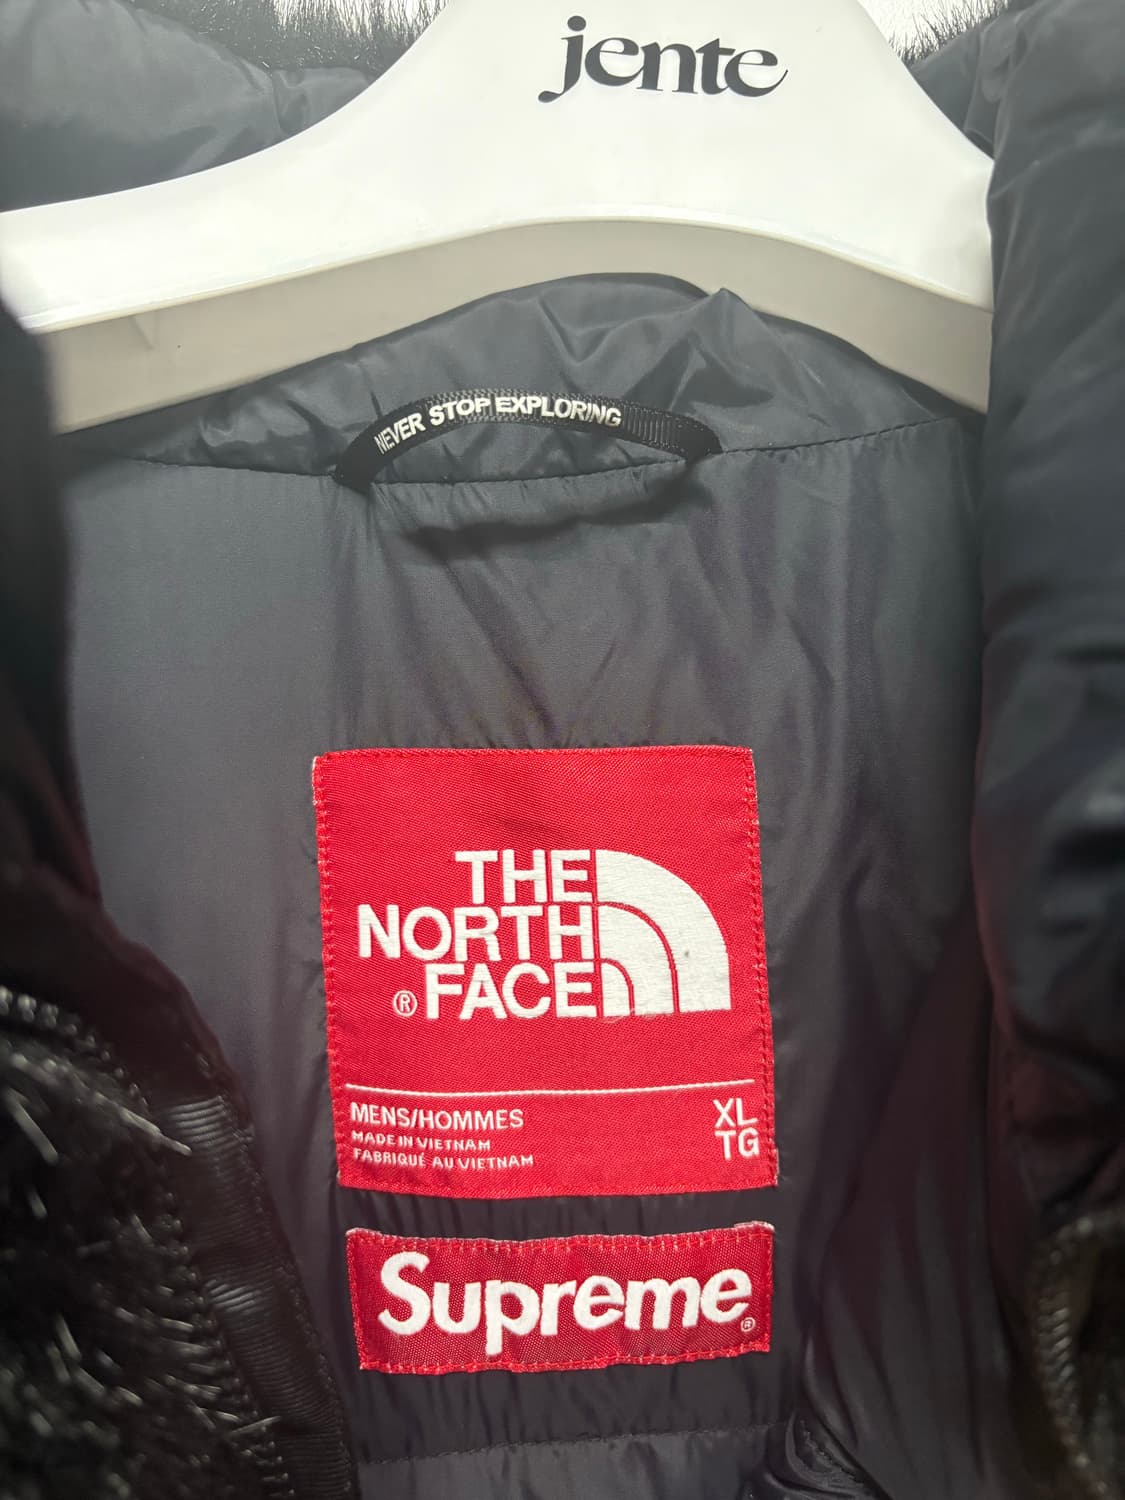 jente
NEVER STOP EXPLORING
THE
NORTH
® FACE
MENS/HOMMES
MADE IN VIETNAM
FABRIQUÉ AU VIETNAM
XL
TG
Supreme®